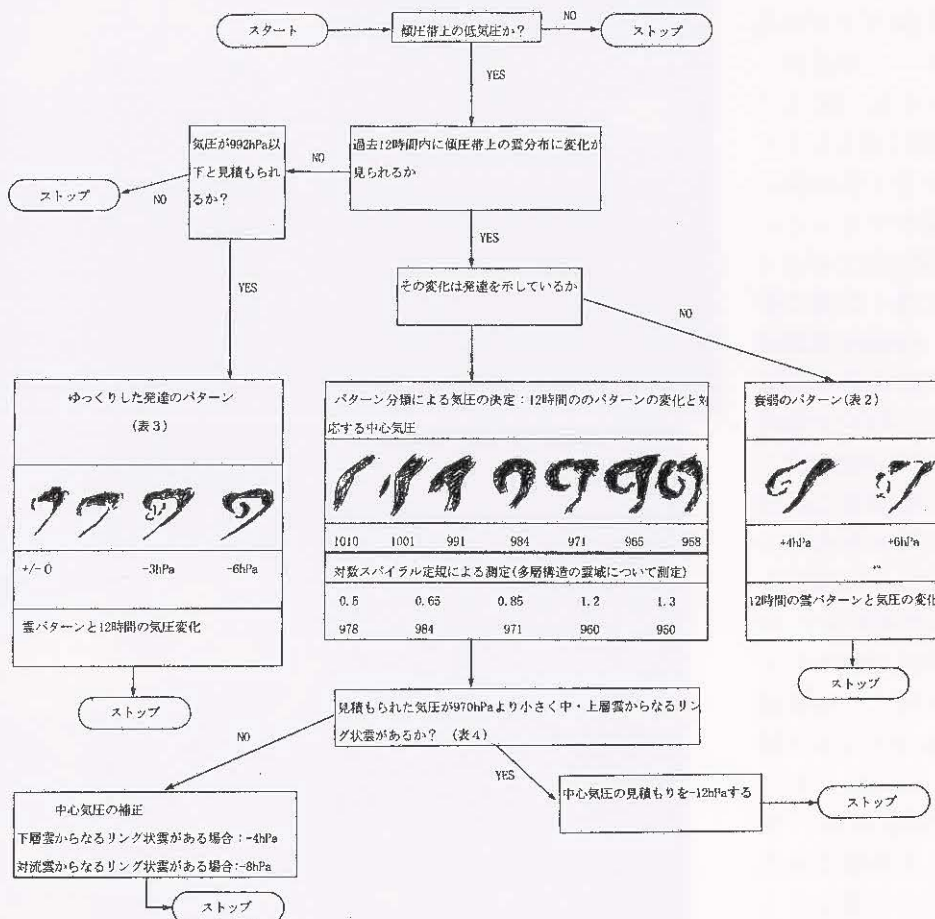 スタート
傾圧帯上の低気圧か?
NO
ストップ
YES
気圧が992hPa以
下と見積もられ
るか?
NO
過去12時間内に傾圧帯上の雲分布に変化が
見られるか
ストップ
NO
YES
YES
その変化は発達を示しているか
NO
ゆっくりした発達のパターン
(表3)
+/- 0
-3hPa
-6hPa
雲パターンと12時間の気圧変化
ストップ
パターン分類による気圧の決定:12時間ののパターンの変化と対
応する中心気圧
1010 1001 991 984 971 965 958
対数スパイラル定規による測定(多層構造の雲域について測定)
0.5 0.65 0.85 1.2 1.3
978 984 971 960 950
衰弱のパターン(表2)
+4hPa
+6hPa
12時間の雲パターンと気圧の変化
ストップ
見積もられた気圧が970hPaより小さく中・上層雲からなるリン
グ状雲があるか? (表4)
NO
YES
中心気圧の補正
下層雲からなるリング状雲がある場合:-4hPa
対流雲からなるリング状雲がある場合:-8hPa
ストップ
中心気圧の見積もりを-12hPaする
ストップ